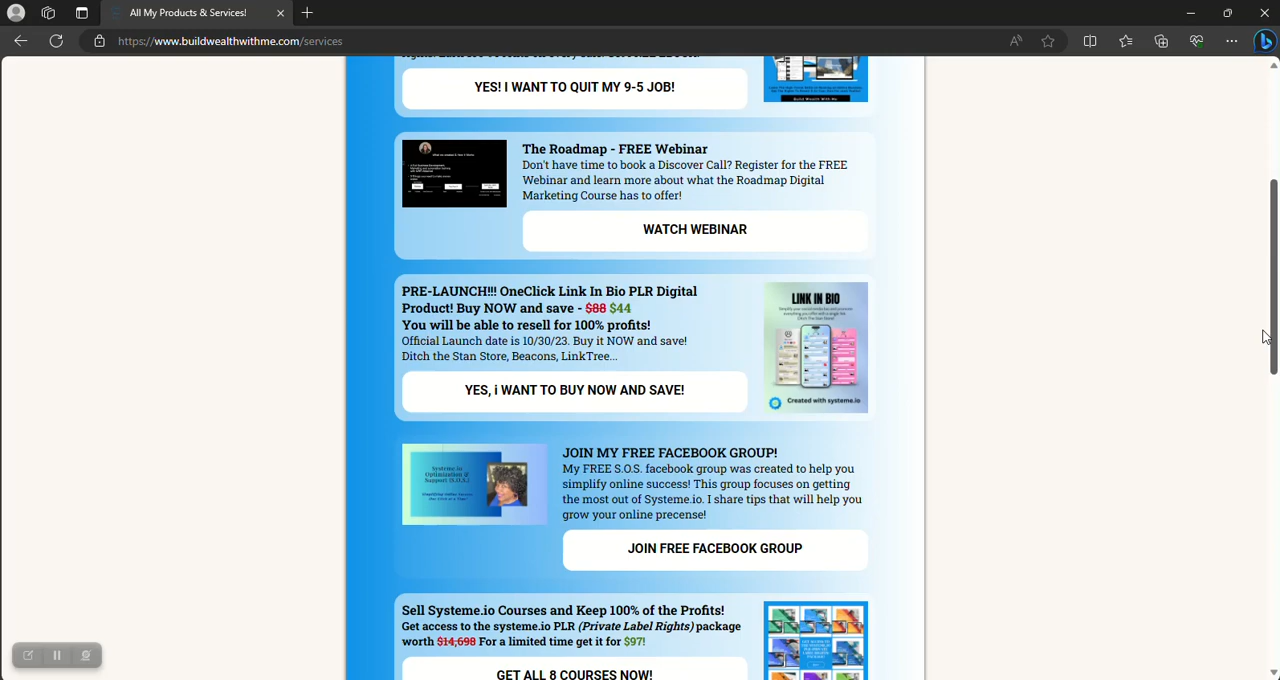 All My Products & Services!
https://www.buildwealthwithme.com/services
YES! I WANT TO QUIT MY 9-5 JOB!
Build Wealth With Me
The Roadmap - FREE Webinar
Don't have time to book a Discover Call? Register for the FREE
Webinar and learn more about what the Roadmap Digital
Marketing Course has to offer!
WATCH WEBINAR
PRE-LAUNCH!!! OneClick Link In Bio PLR Digital
Product! Buy NOW and save - $88 $44
You will be able to resell for 100% profits!
Official Launch date is 10/30/23. Buy it NOW and save!
Ditch the Stan Store, Beacons, LinkTree...
YES, i WANT TO BUY NOW AND SAVE!
LINK IN BIO
Created with systeme.io
Systeme.io
Optimization &
Support (S.O.S.)
JOIN MY FREE FACEBOOK GROUP!
My FREE S.O.S. facebook group was created to help you
simplify online success! This group focuses on getting
the most out of Systeme.io. I share tips that will help you
grow your online precense!
JOIN FREE FACEBOOK GROUP
Sell Systeme.io Courses and Keep 100% of the Profits!
Get access to the systeme.io PLR (Private Label Rights) package
worth $14,698 For a limited time get it for $97!
GET ALL 8 COURSES NOW!